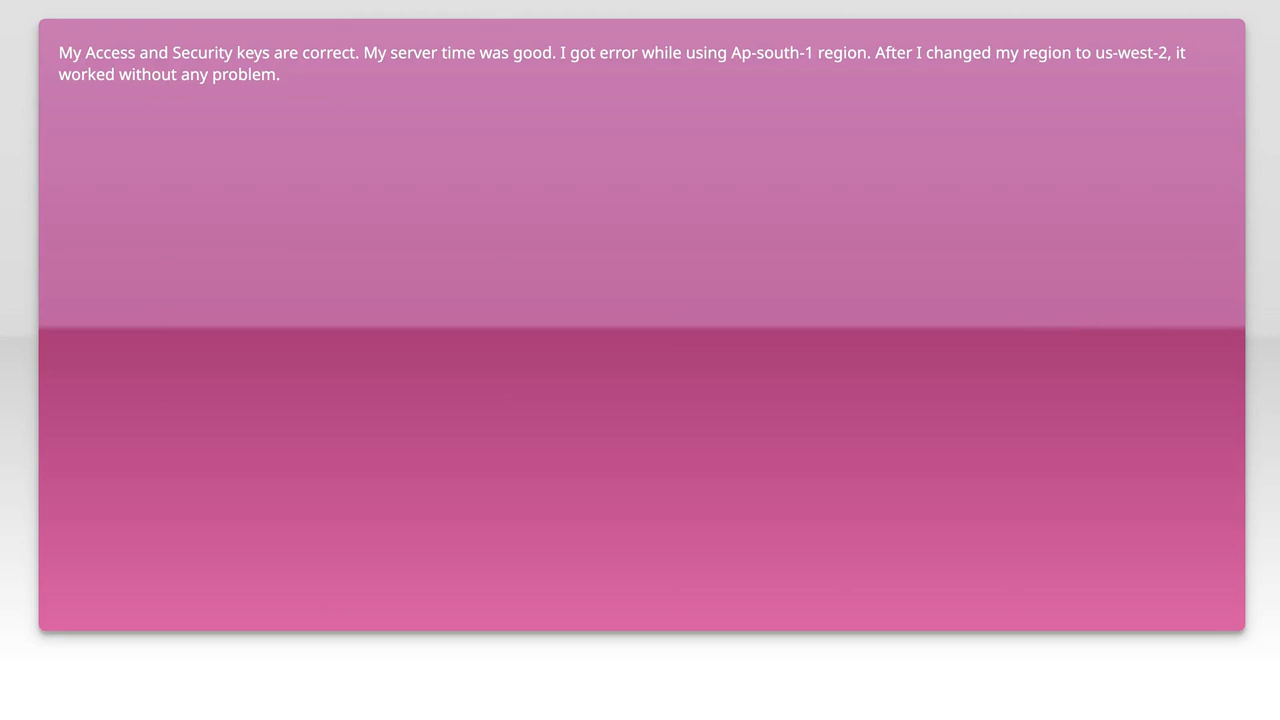 My Access and Security keys are correct. My server time was good. I got error while using Ap-south-1 region. After I changed my region to us-west-2, it
worked without any problem.